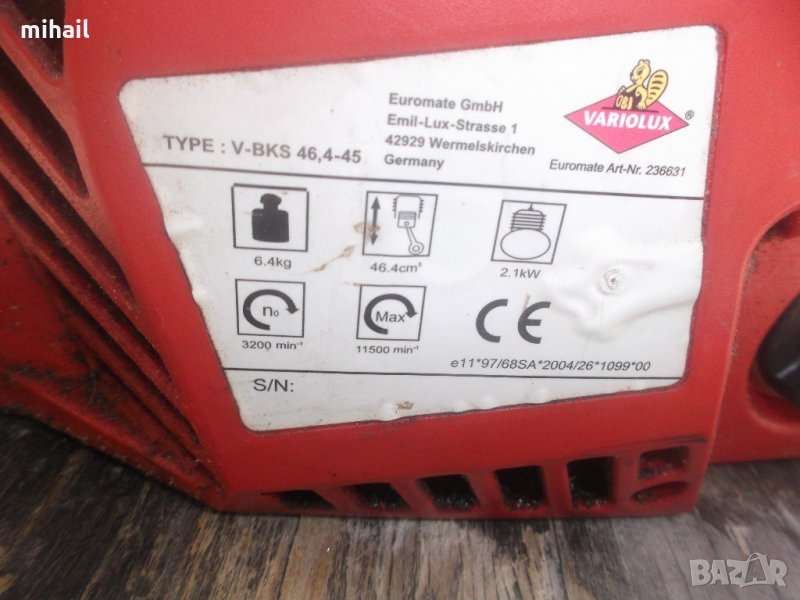 mihail
Euromate GmbH
Emil-Lux-Strasse 1
42929 Wermelskirchen
Germany
TYPE : V-BKS 46,4-45
OBI
VARIOLUX ®
Euromate Art-Nr. 236631
6.4kg
46.4cm³
2.1kW
n₀
Max
CE
3200 min⁻¹
11500 min⁻¹
e11*97/68SA*2004/26*1099*00
S/N:
BAZAR